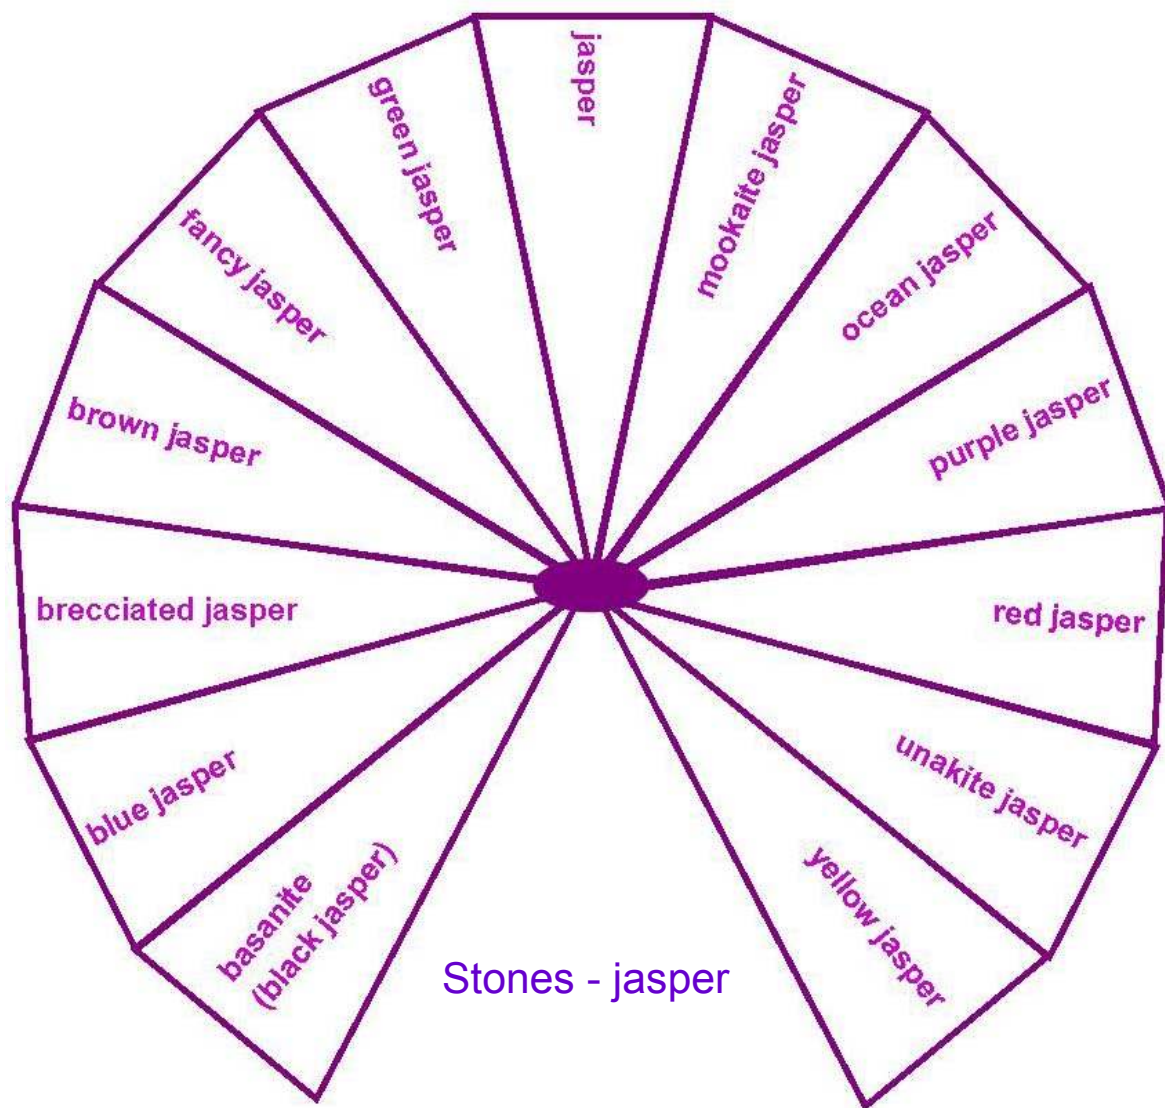 basanite
(black jasper)
blue jasper
brecciated jasper
brown jasper
fancy jasper
green jasper
jasper
mookaite jasper
ocean jasper
purple jasper
red jasper
unakite jasper
yellow jasper
Stones - jasper